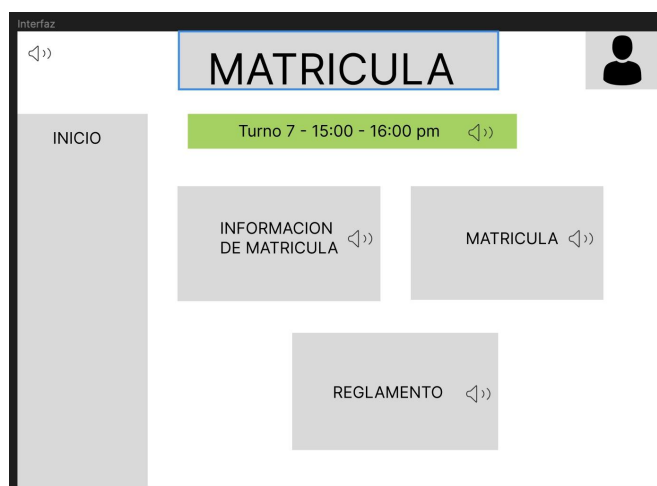 Interfaz
MATRICULA
INICIO
Turno 7 - 15:00 - 16:00 pm
INFORMACION
DE MATRICULA
MATRICULA
REGLAMENTO